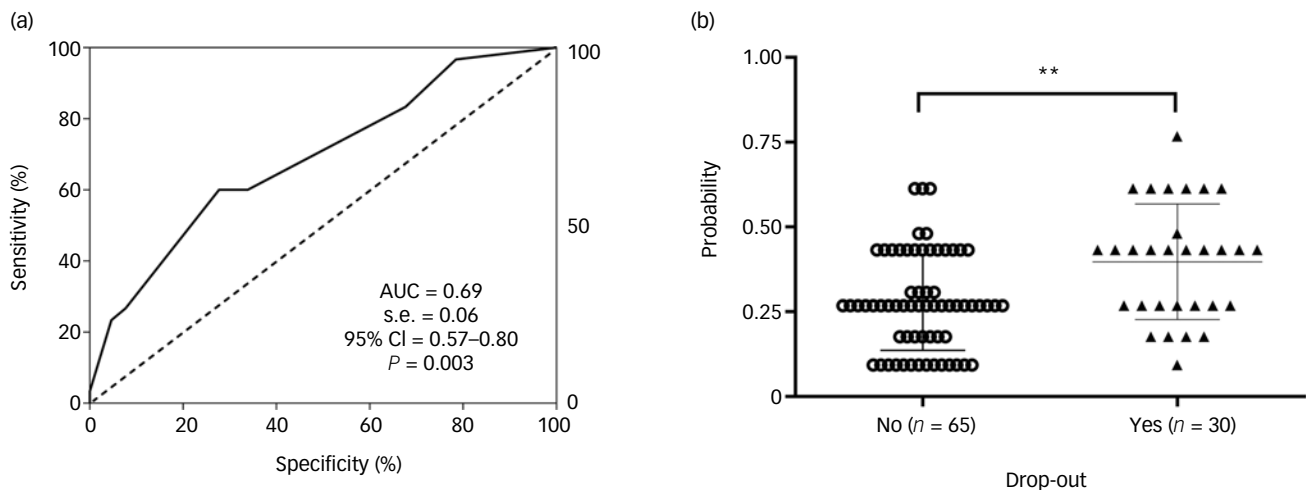 (a)
100
80
60
40
20
0
Sensitivity (%)
100
50
0
AUC = 0.69
s.e. = 0.06
95% CI = 0.57–0.80
P = 0.003
0 20 40 60 80 100
Specificity (%)
(b)
1.00
0.75
0.50
0.25
0
Probability
**
No (n = 65) Yes (n = 30)
Drop-out